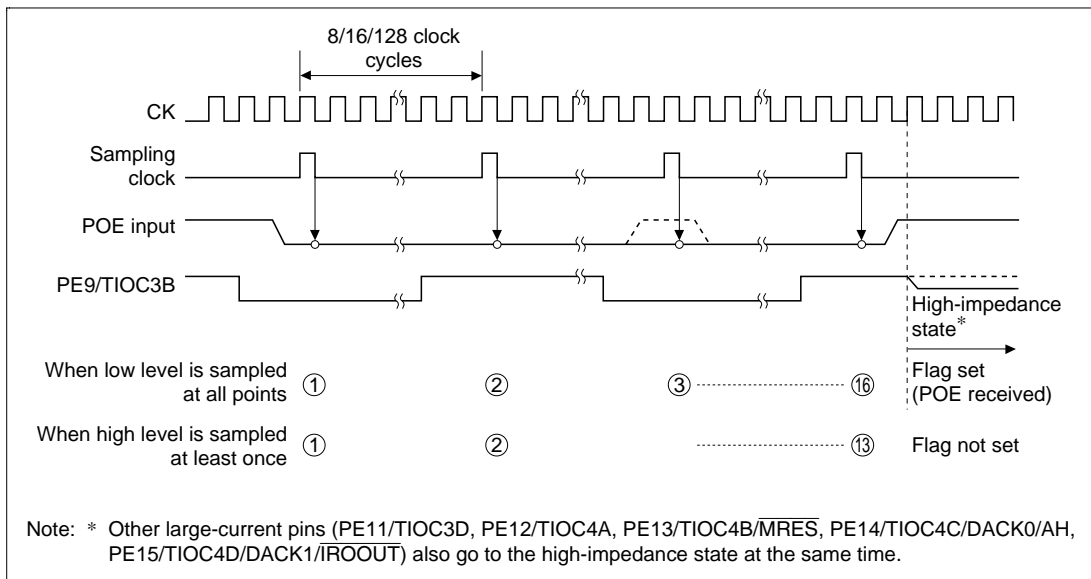 8/16/128 clock
cycles
CK
Sampling
clock
POE input
PE9/TIOC3B
High-impedance
state*
When low level is sampled
at all points
① ② ③ ⑯
Flag set
(POE received)
When high level is sampled
at least once
① ② ⑬ Flag not set
Note: * Other large-current pins (PE11/TIOC3D, PE12/TIOC4A, PE13/TIOC4B/MRES, PE14/TIOC4C/DACK0/AH,
PE15/TIOC4D/DACK1/IROOUT) also go to the high-impedance state at the same time.